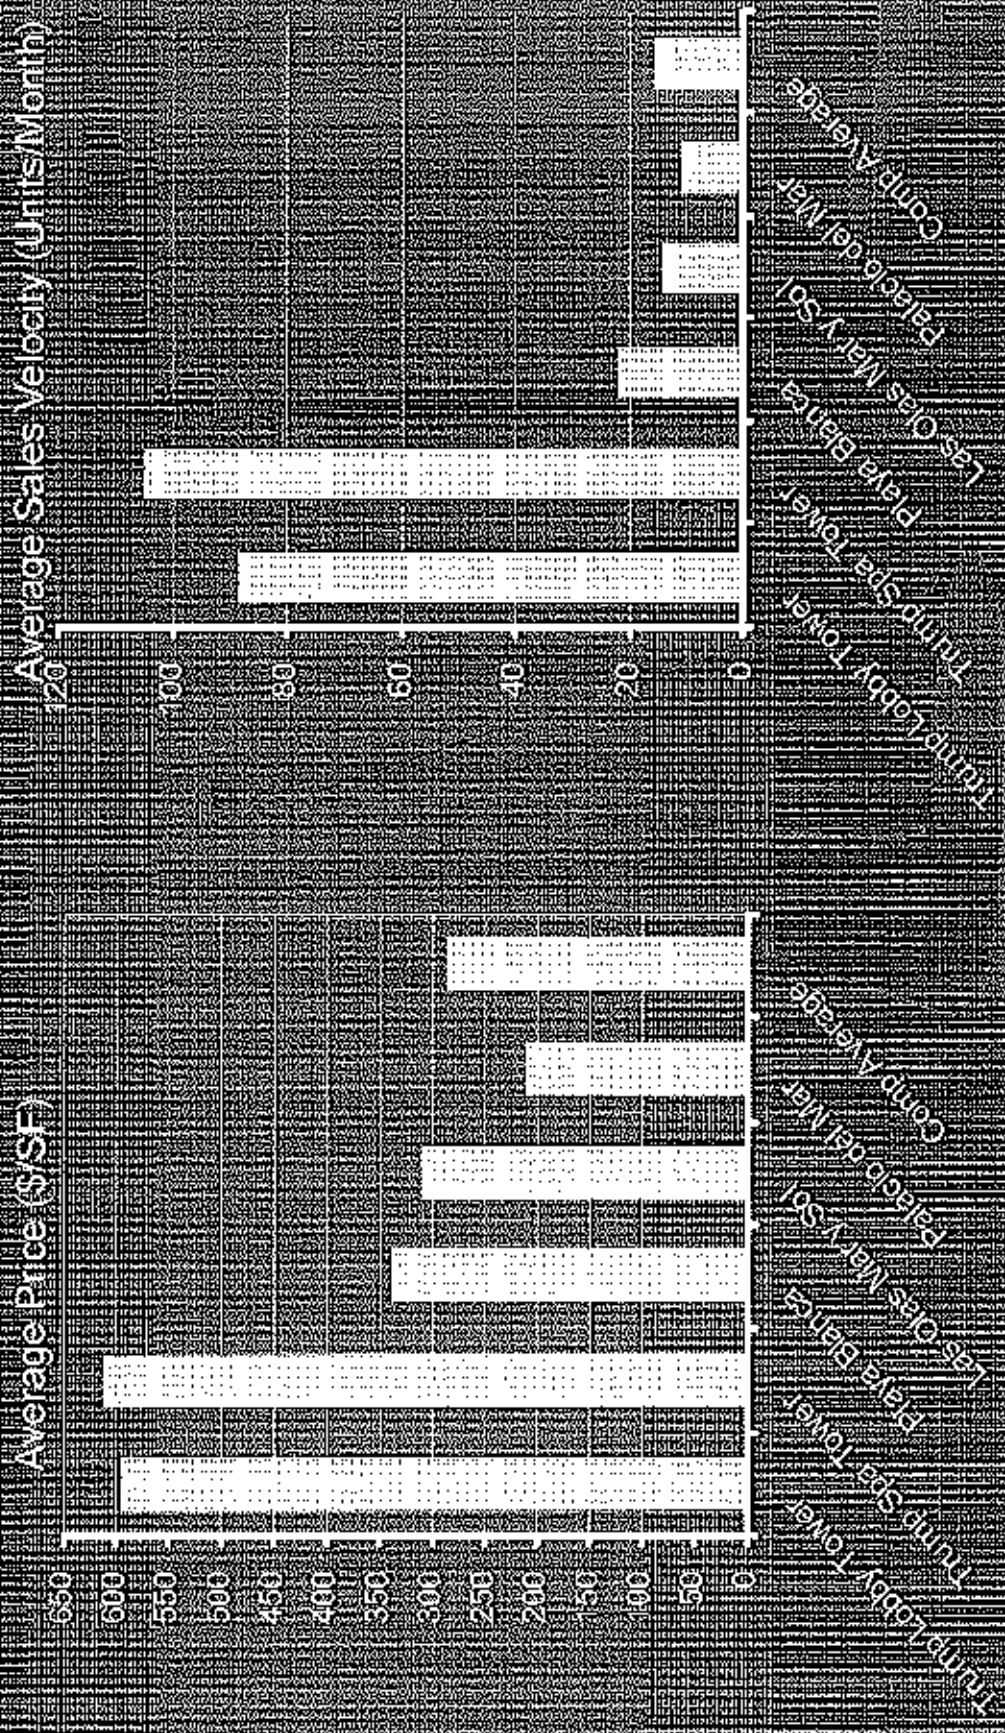 Average Price ($/SF)
650
600
550
500
450
400
350
300
250
200
150
100
50
0
Trump Lobby Tower
Trump Spa Tower
Playa Blanca
Las Olas Mar y Sol
Palacio del Mar
Comp Average
Average Sales Velocity (Units/Month)
120
100
80
60
40
20
0
Trump Lobby Tower
Trump Spa Tower
Playa Blanca
Las Olas Mar y Sol
Palacio del Mar
Comp Average